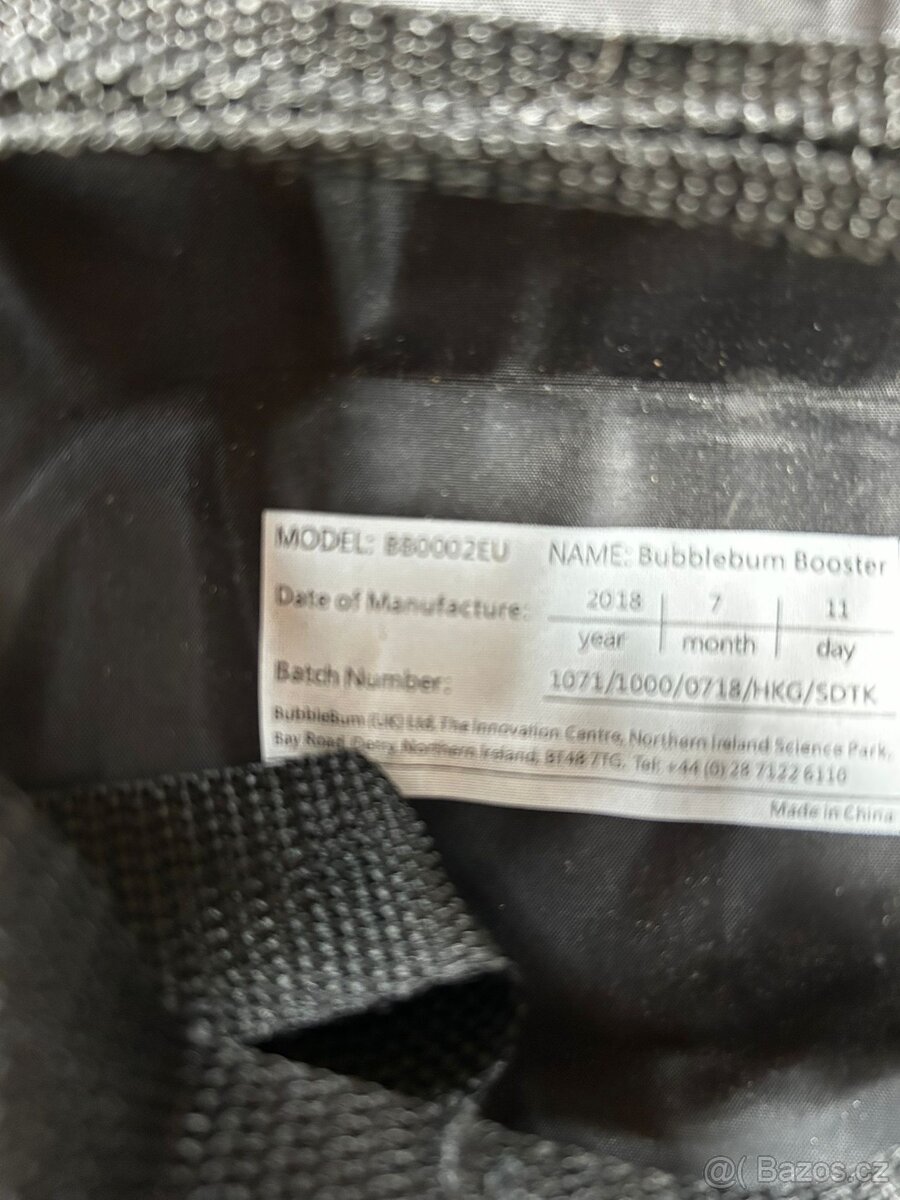 MODEL: BB0002EU NAME: Bubblebum Booster
Date of Manufacture: 2018 7 11
year month day
Batch Number: 1071/1000/0718/HKG/SDTK
BubbleBum (UK) Ltd, The Innovation Centre, Northern Ireland Science Park,
Bay Road, Derry, Northern Ireland, BT48 7TG. Tel: +44 (0) 28 7122 6110
Made in China
@( Bazos.cz